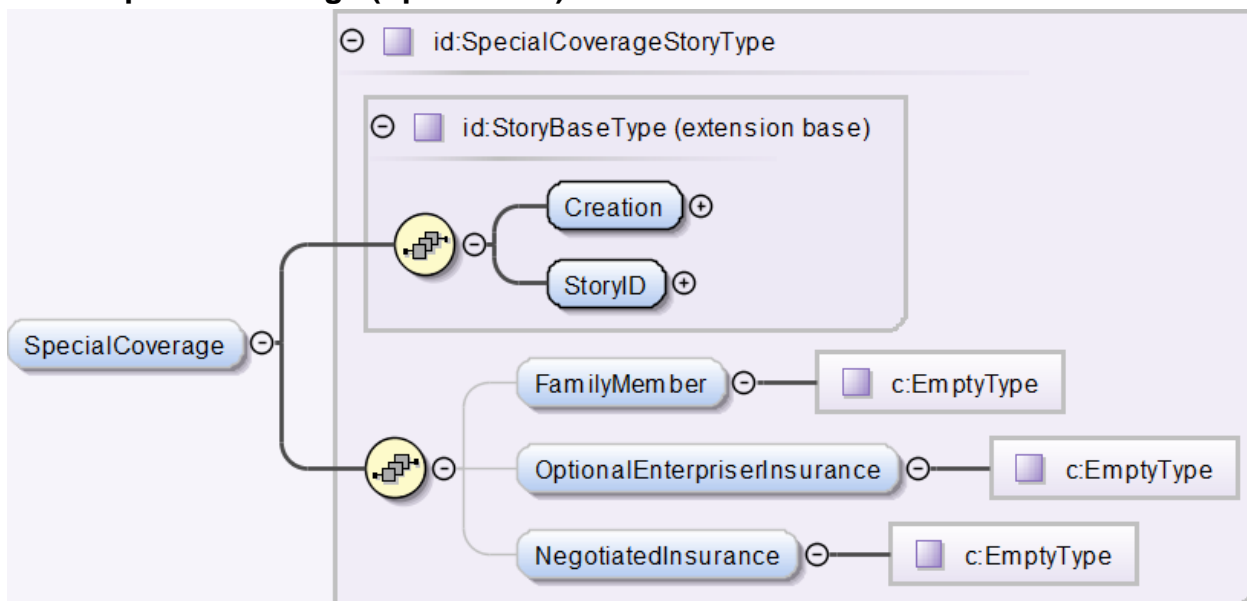 id:SpecialCoverageStoryType
id:StoryBaseType (extension base)
Creation
StoryID
SpecialCoverage
FamilyMember
c:EmptyType
OptionalEnterpriserInsurance
c:EmptyType
NegotiatedInsurance
c:EmptyType